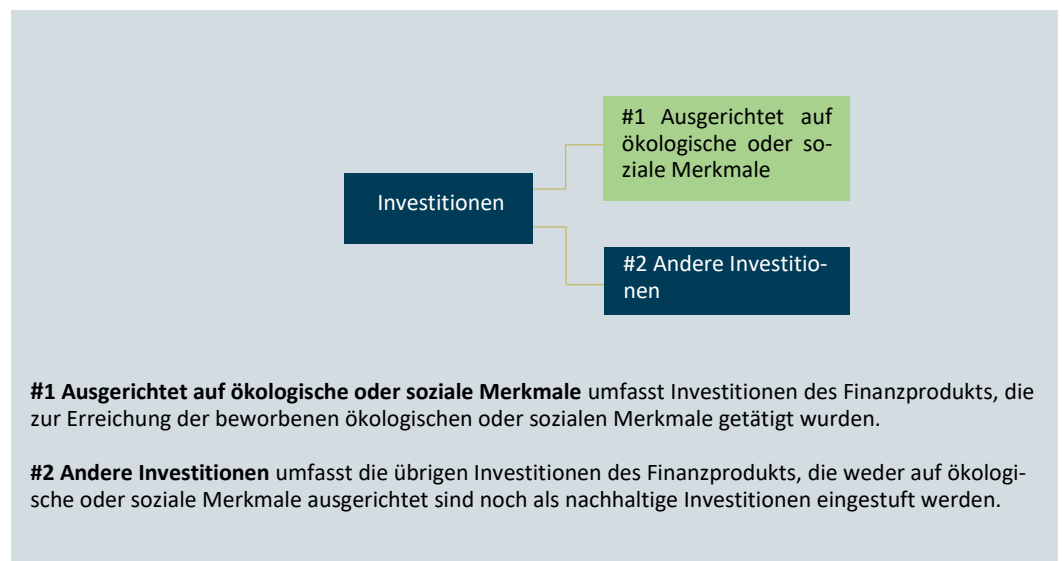 #1 Ausgerichtet auf
ökologische oder so-
ziale Merkmale
Investitionen
#2 Andere Investitio-
nen
#1 Ausgerichtet auf ökologische oder soziale Merkmale umfasst Investitionen des Finanzprodukts, die
zur Erreichung der beworbenen ökologischen oder sozialen Merkmale getätigt wurden.
#2 Andere Investitionen umfasst die übrigen Investitionen des Finanzprodukts, die weder auf ökologi-
sche oder soziale Merkmale ausgerichtet sind noch als nachhaltige Investitionen eingestuft werden.